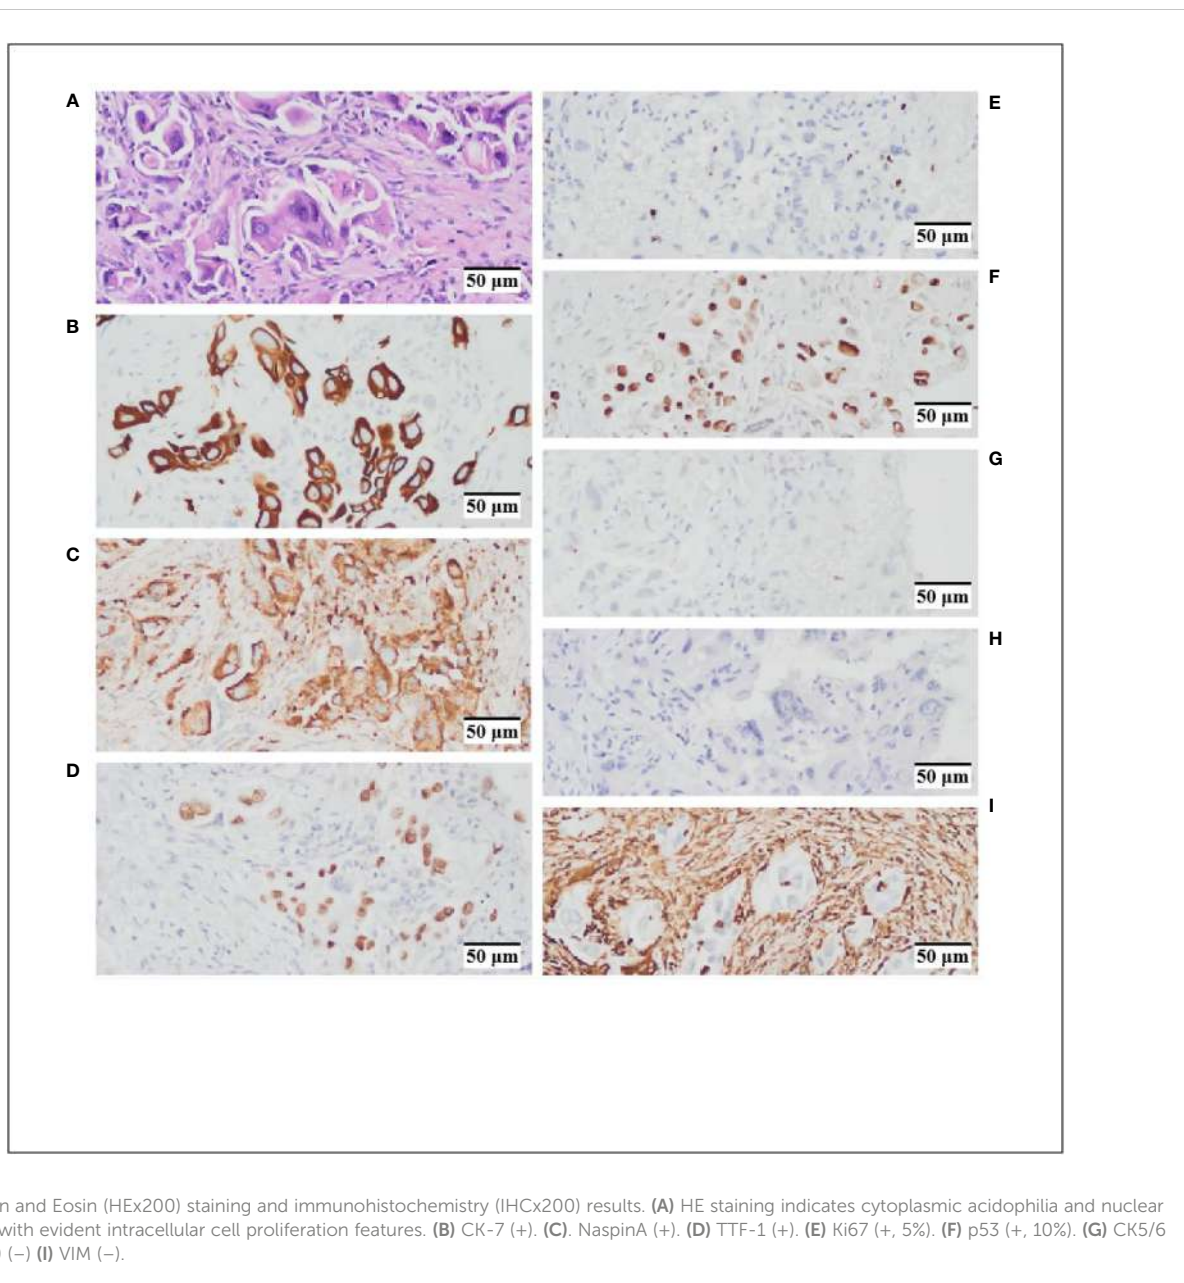 A
50 µm
B
50 µm
C
50 µm
D
50 µm
E
50 µm
F
50 µm
G
50 µm
H
50 µm
I
50 µm
n and Eosin (HEx200) staining and immunohistochemistry (IHCx200) results. (A) HE staining indicates cytoplasmic acidophilia and nuclear
with evident intracellular cell proliferation features. (B) CK-7 (+). (C). NaspinA (+). (D) TTF-1 (+). (E) Ki67 (+, 5%). (F) p53 (+, 10%). (G) CK5/6
(−) (I) VIM (−).